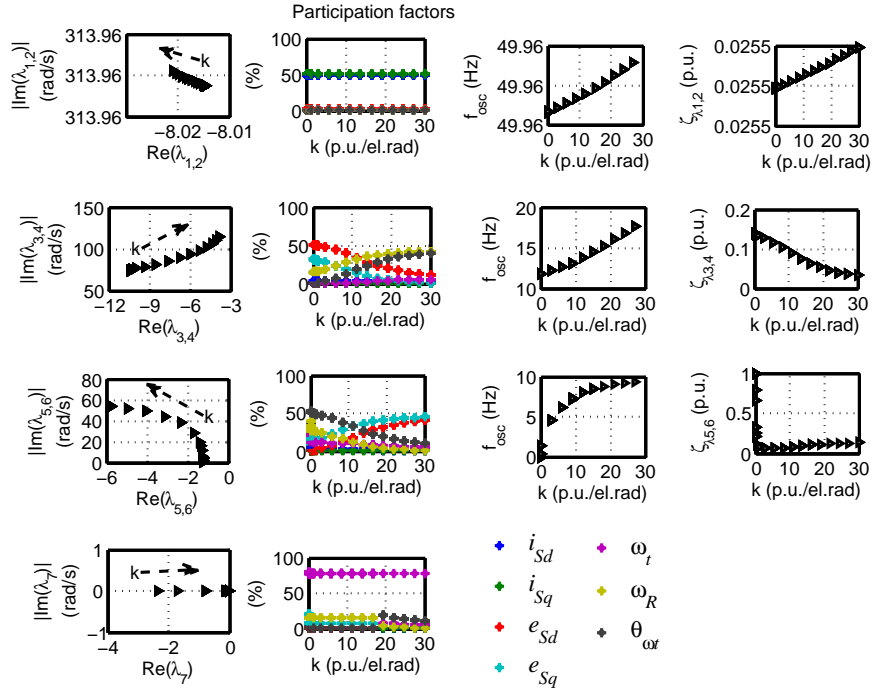 Participation factors
|Im(λ1,2)|
(rad/s)
313.96
313.96
313.96
k
−8.02 −8.01
Re(λ1,2)
(%)
100
50
0
0 10 20 30
k (p.u./el.rad)
fosc (Hz)
49.96
49.96
49.96
0 10 20 30
k (p.u./el.rad)
ζλ1,2 (p.u.)
0.0255
0.0255
0.0255
0 10 20 30
k (p.u./el.rad)
|Im(λ3,4)|
(rad/s)
150
100
50
k
−12 −9 −6 −3
Re(λ3,4)
(%)
100
50
0
0 10 20 30
k (p.u./el.rad)
fosc (Hz)
20
15
10
0 10 20 30
k (p.u./el.rad)
ζλ3,4 (p.u.)
0.2
0.1
0
0 10 20 30
k (p.u./el.rad)
|Im(λ5,6)|
(rad/s)
80
60
40
20
0
k
−6 −4 −2 0
Re(λ5,6)
(%)
100
50
0
0 10 20 30
k (p.u./el.rad)
fosc (Hz)
10
5
0
0 10 20 30
k (p.u./el.rad)
ζλ5,6 (p.u.)
1
0.5
0
0 10 20 30
k (p.u./el.rad)
|Im(λ7)|
(rad/s)
1
0
−1
k
−4 −2 0
Re(λ7)
(%)
100
50
0
0 10 20 30
k (p.u./el.rad)
iSd
iSq
eSd
eSq
ωt
ωR
θωt